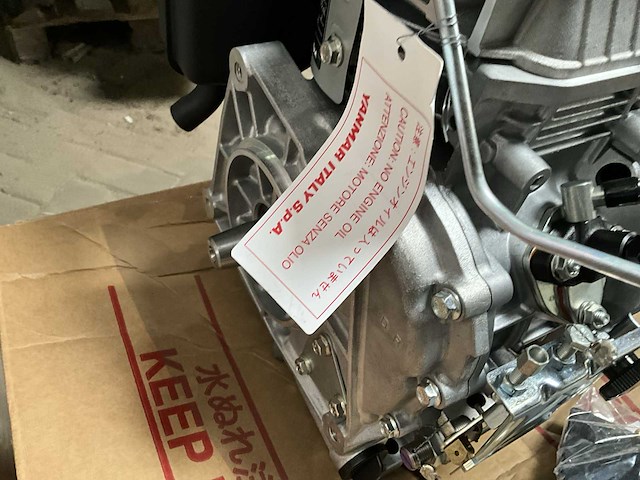 注意:エンジンオイルは入っていません
CAUTION: NO ENGINE OIL
ATTENZIONE: MOTORE SENZA OLIO
YANMAR ITALY S.P.A.
水ぬれ注
KEEP